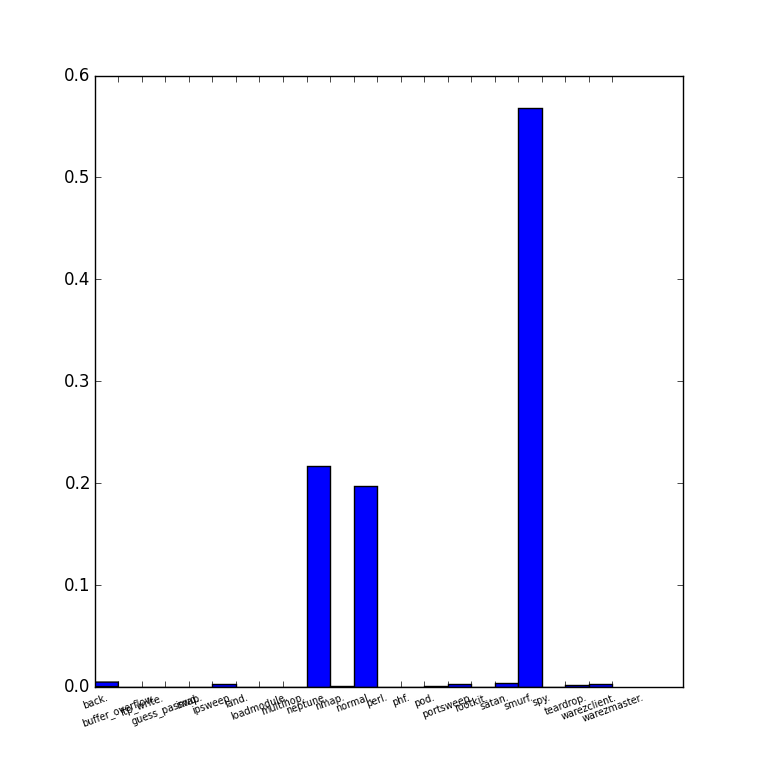 0.6
0.5
0.4
0.3
0.2
0.1
0.0
back.
buffer_overflow.
ftp_write.
guess_passwd.
imap.
ipsweep.
land.
loadmodule.
multihop.
neptune.
nmap.
normal.
perl.
phf.
pod.
portsweep.
rootkit.
satan.
smurf.
spy.
teardrop.
warezclient.
warezmaster.